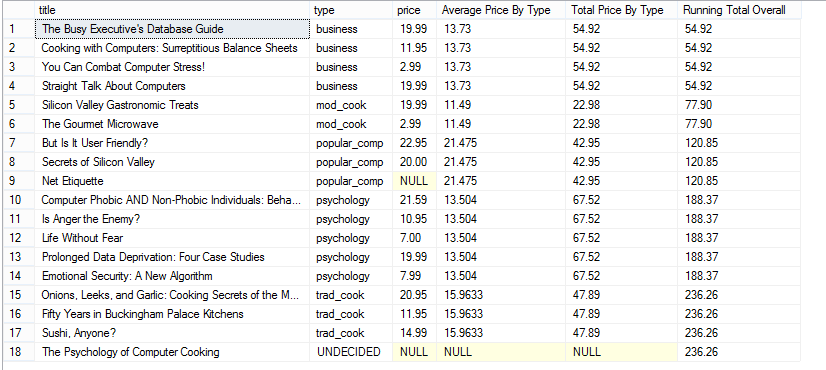 title type price Average Price By Type Total Price By Type Running Total Overall
1 The Busy Executive's Database Guide business 19.99 13.73 54.92 54.92
2 Cooking with Computers: Surreptitious Balance Sheets business 11.95 13.73 54.92 54.92
3 You Can Combat Computer Stress! business 2.99 13.73 54.92 54.92
4 Straight Talk About Computers business 19.99 13.73 54.92 54.92
5 Silicon Valley Gastronomic Treats mod_cook 19.99 11.49 22.98 77.90
6 The Gourmet Microwave mod_cook 2.99 11.49 22.98 77.90
7 But Is It User Friendly? popular_comp 22.95 21.475 42.95 120.85
8 Secrets of Silicon Valley popular_comp 20.00 21.475 42.95 120.85
9 Net Etiquette popular_comp NULL 21.475 42.95 120.85
10 Computer Phobic AND Non-Phobic Individuals: Beha... psychology 21.59 13.504 67.52 188.37
11 Is Anger the Enemy? psychology 10.95 13.504 67.52 188.37
12 Life Without Fear psychology 7.00 13.504 67.52 188.37
13 Prolonged Data Deprivation: Four Case Studies psychology 19.99 13.504 67.52 188.37
14 Emotional Security: A New Algorithm psychology 7.99 13.504 67.52 188.37
15 Onions, Leeks, and Garlic: Cooking Secrets of the M... trad_cook 20.95 15.9633 47.89 236.26
16 Fifty Years in Buckingham Palace Kitchens trad_cook 11.95 15.9633 47.89 236.26
17 Sushi, Anyone? trad_cook 14.99 15.9633 47.89 236.26
18 The Psychology of Computer Cooking UNDECIDED NULL NULL NULL 236.26